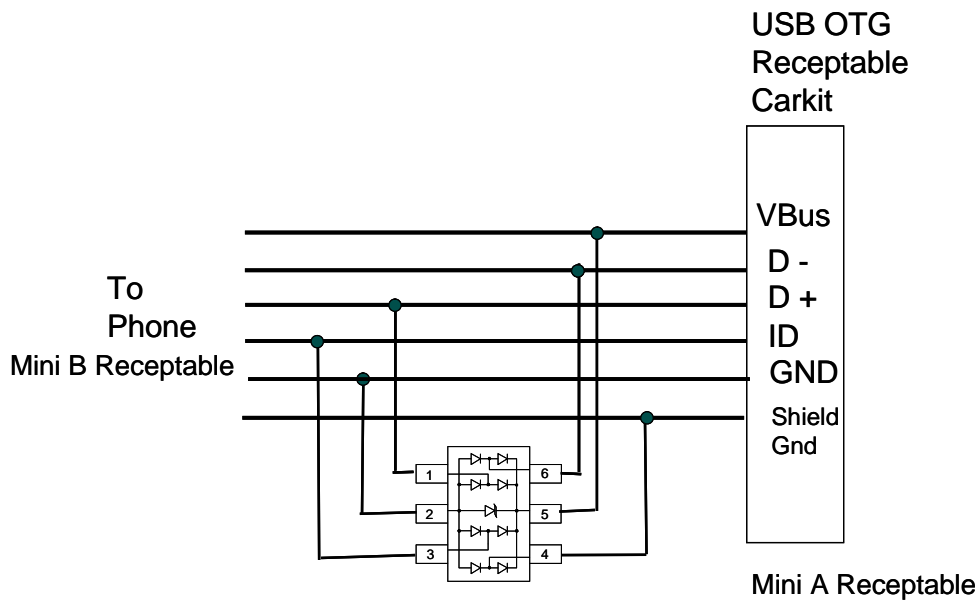 USB OTG
Receptable
Carkit
VBus
D -
D +
ID
GND
Shield
Gnd
To
Phone
Mini B Receptable
1
6
2
5
3
4
Mini A Receptable